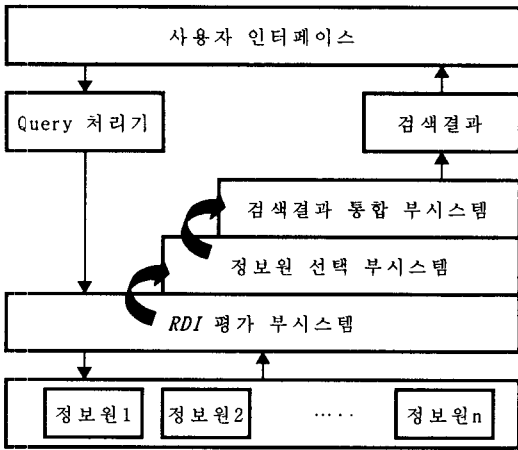 사용자 인터페이스
Query 처리기
검색결과
검색결과 통합 부시스템
정보원 선택 부시스템
RDI 평가 부시스템
정보원1
정보원2
·····
정보원n